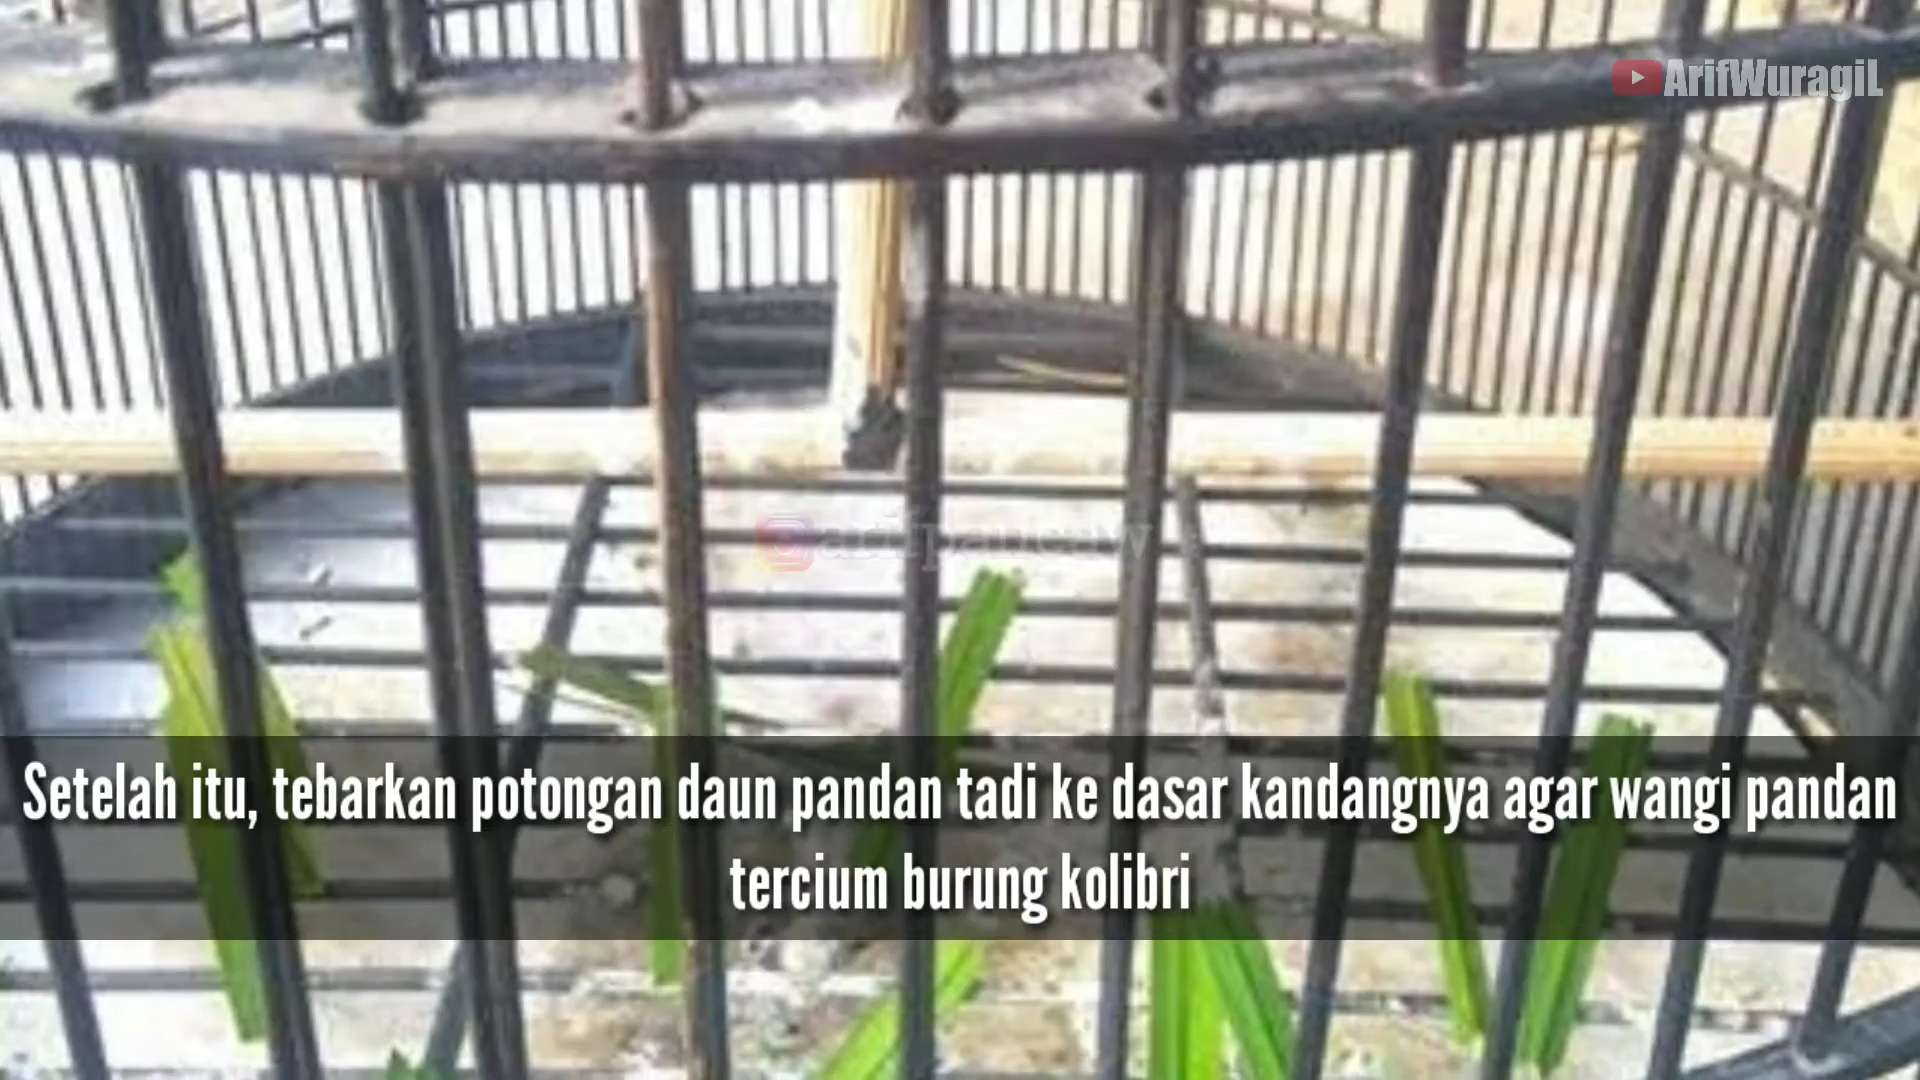 ArifWuragiL
Setelah itu, tebarkan potongan daun pandan tadi ke dasar kandangnya agar wangi pandan
tercium burung kolibri